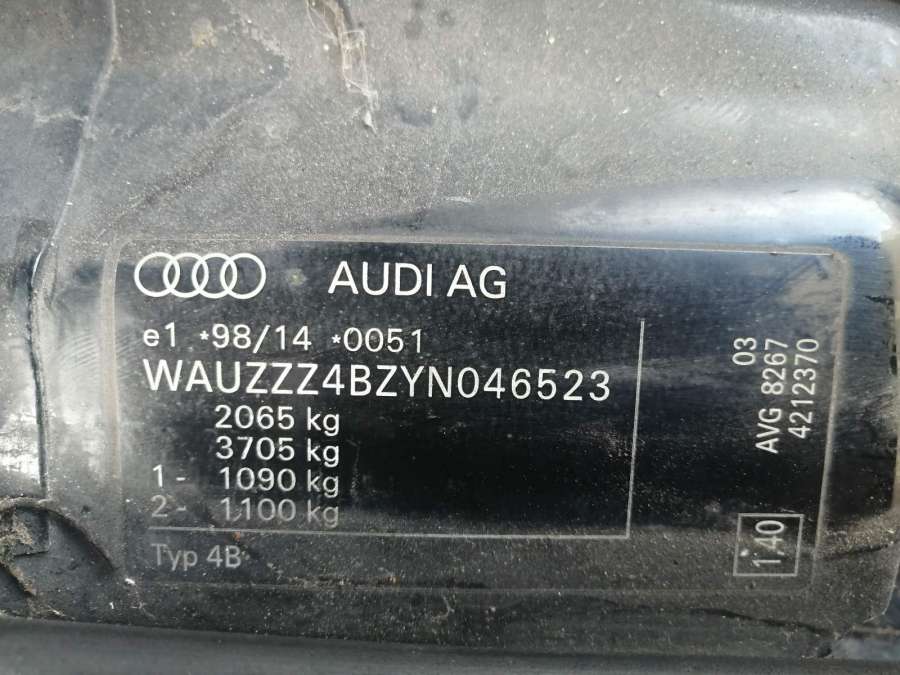 AUDI AG
e1 *98/14 *0051
WAUZZZ4BZYN046523
2065 kg
3705 kg
1- 1090 kg
2- 1100 kg
Typ 4B
03
AVG 8267
4212370
1.40